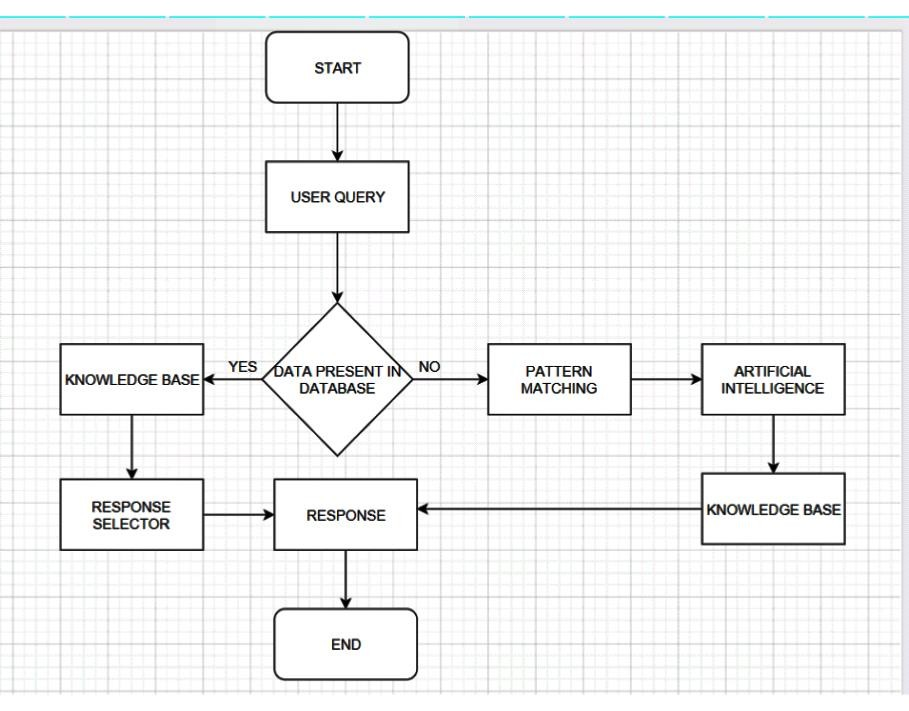 START
USER QUERY
YES
DATA PRESENT IN
DATABASE
NO
KNOWLEDGE BASE
PATTERN
MATCHING
ARTIFICIAL
INTELLIGENCE
RESPONSE
SELECTOR
RESPONSE
KNOWLEDGE BASE
END